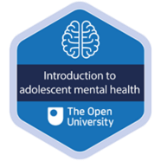 Introduction to
adolescent mental health
The Open
University